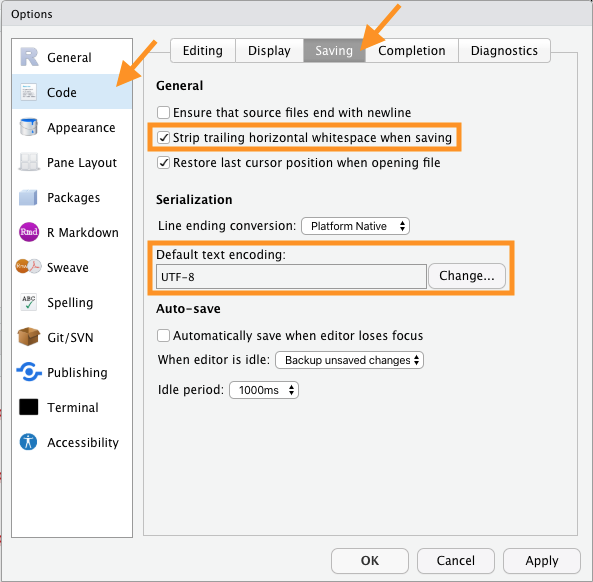 Options
General
Code
Appearance
Pane Layout
Packages
Rmd R Markdown
Rnw Sweave
ABC Spelling
Git/SVN
Publishing
Terminal
Accessibility
Editing Display Saving Completion Diagnostics
General
Ensure that source files end with newline
Strip trailing horizontal whitespace when saving
Restore last cursor position when opening file
Serialization
Line ending conversion: Platform Native
Default text encoding:
UTF-8 Change...
Auto-save
Automatically save when editor loses focus
When editor is idle: Backup unsaved changes
Idle period: 1000ms
OK Cancel Apply